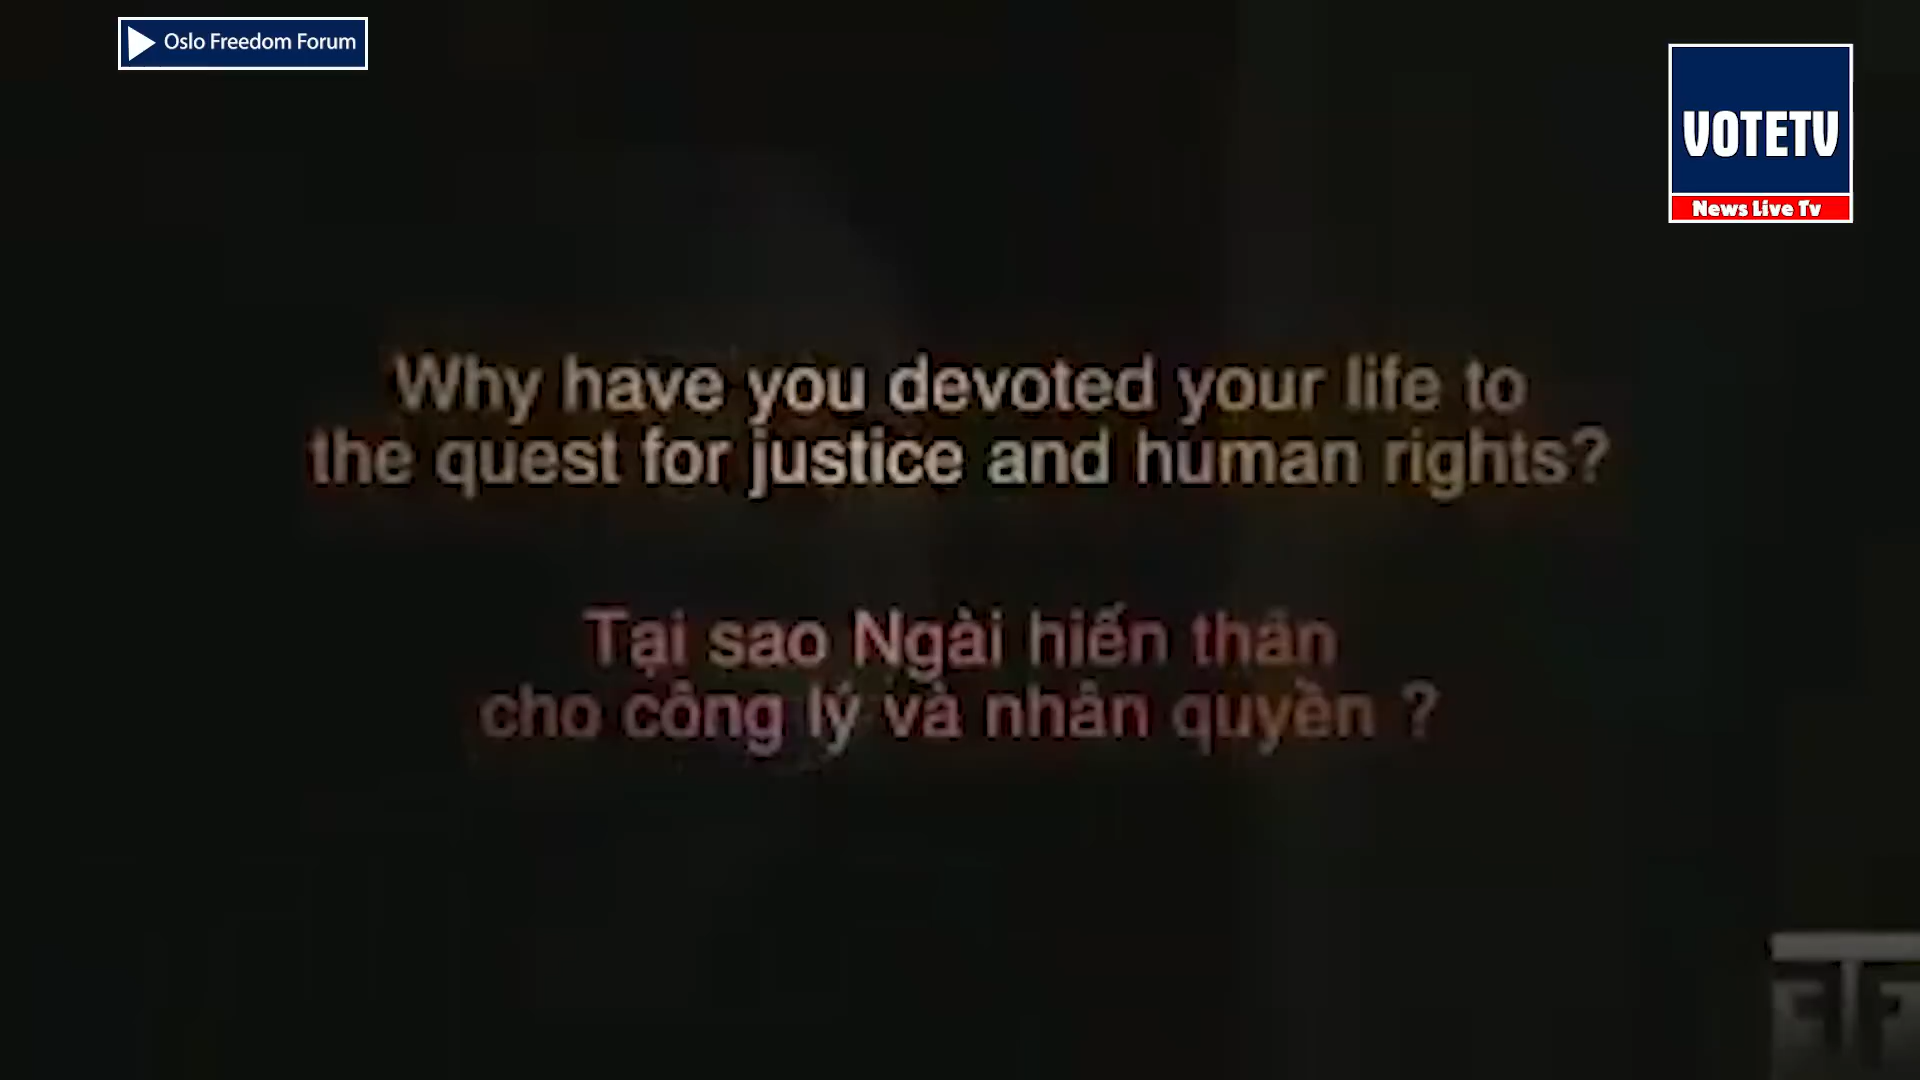 Oslo Freedom Forum
VOTETV
News Live Tv
Why have you devoted your life to
the quest for justice and human rights?
Tại sao Ngài hiến thân
cho công lý và nhân quyền ?